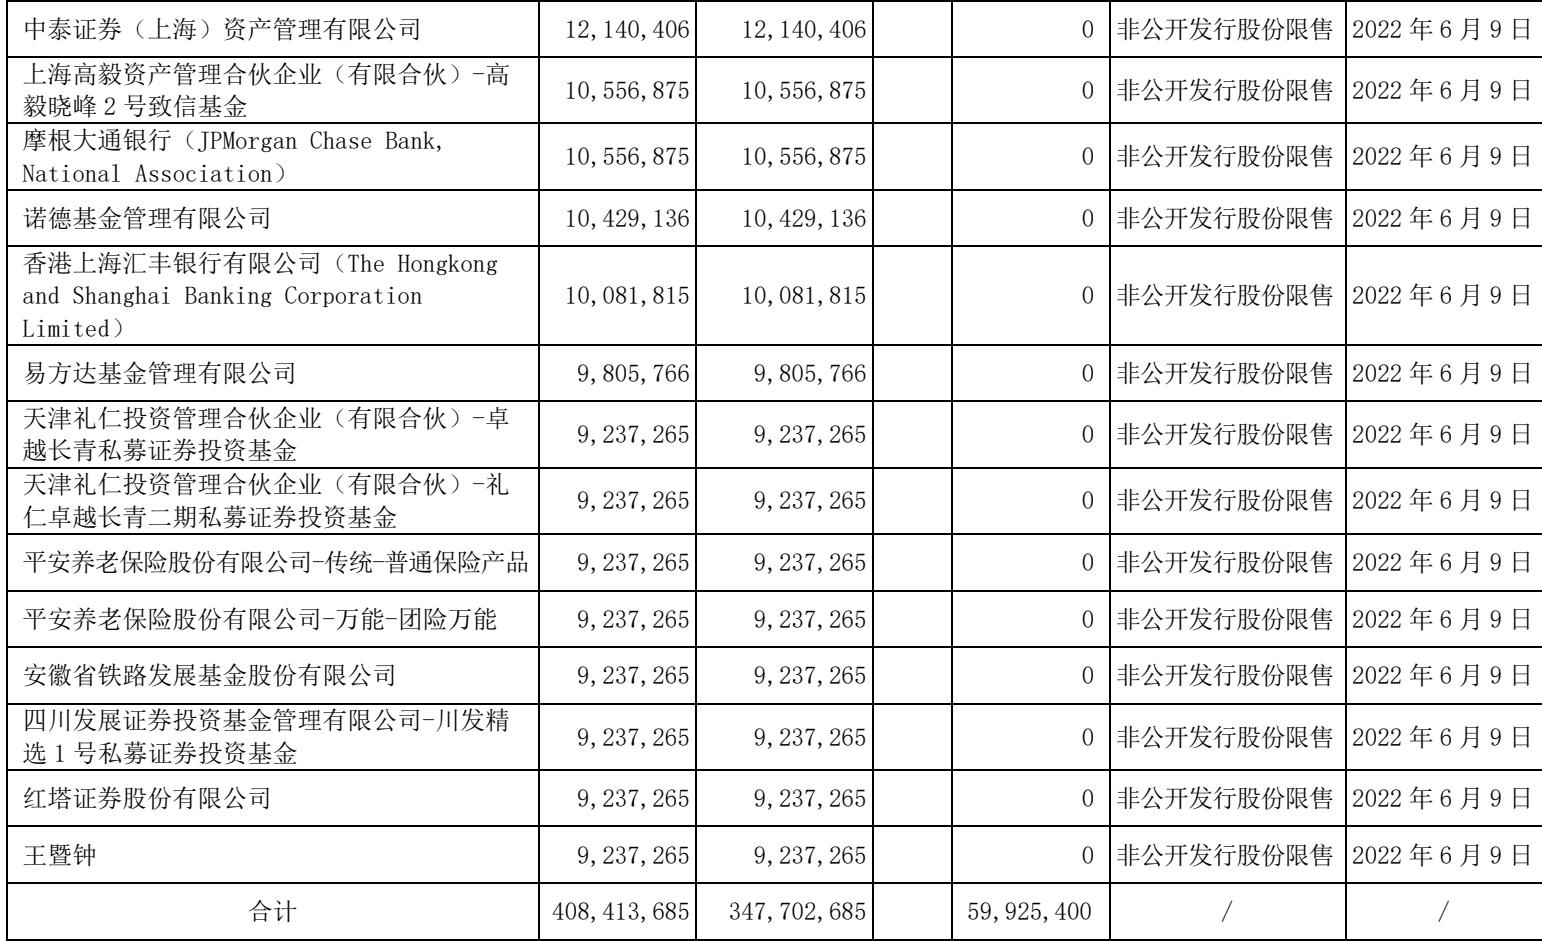 中泰证券（上海）资产管理有限公司 12,140,406 12,140,406 0 非公开发行股份限售 2022 年 6 月 9 日
上海高毅资产管理合伙企业（有限合伙）-高
毅晓峰 2 号致信基金 10,556,875 10,556,875 0 非公开发行股份限售 2022 年 6 月 9 日
摩根大通银行（JPMorgan Chase Bank,
National Association） 10,556,875 10,556,875 0 非公开发行股份限售 2022 年 6 月 9 日
诺德基金管理有限公司 10,429,136 10,429,136 0 非公开发行股份限售 2022 年 6 月 9 日
香港上海汇丰银行有限公司（The Hongkong
and Shanghai Banking Corporation 10,081,815 10,081,815 0 非公开发行股份限售 2022 年 6 月 9 日
Limited）
易方达基金管理有限公司 9,805,766 9,805,766 0 非公开发行股份限售 2022 年 6 月 9 日
天津礼仁投资管理合伙企业（有限合伙）-卓
越长青私募证券投资基金 9,237,265 9,237,265 0 非公开发行股份限售 2022 年 6 月 9 日
天津礼仁投资管理合伙企业（有限合伙）-礼
仁卓越长青二期私募证券投资基金 9,237,265 9,237,265 0 非公开发行股份限售 2022 年 6 月 9 日
平安养老保险股份有限公司-传统-普通保险产品 9,237,265 9,237,265 0 非公开发行股份限售 2022 年 6 月 9 日
平安养老保险股份有限公司-万能-团险万能 9,237,265 9,237,265 0 非公开发行股份限售 2022 年 6 月 9 日
安徽省铁路发展基金股份有限公司 9,237,265 9,237,265 0 非公开发行股份限售 2022 年 6 月 9 日
四川发展证券投资基金管理有限公司-川发精
选 1 号私募证券投资基金 9,237,265 9,237,265 0 非公开发行股份限售 2022 年 6 月 9 日
红塔证券股份有限公司 9,237,265 9,237,265 0 非公开发行股份限售 2022 年 6 月 9 日
王暨钟 9,237,265 9,237,265 0 非公开发行股份限售 2022 年 6 月 9 日
合计 408,413,685 347,702,685 59,925,400 / /